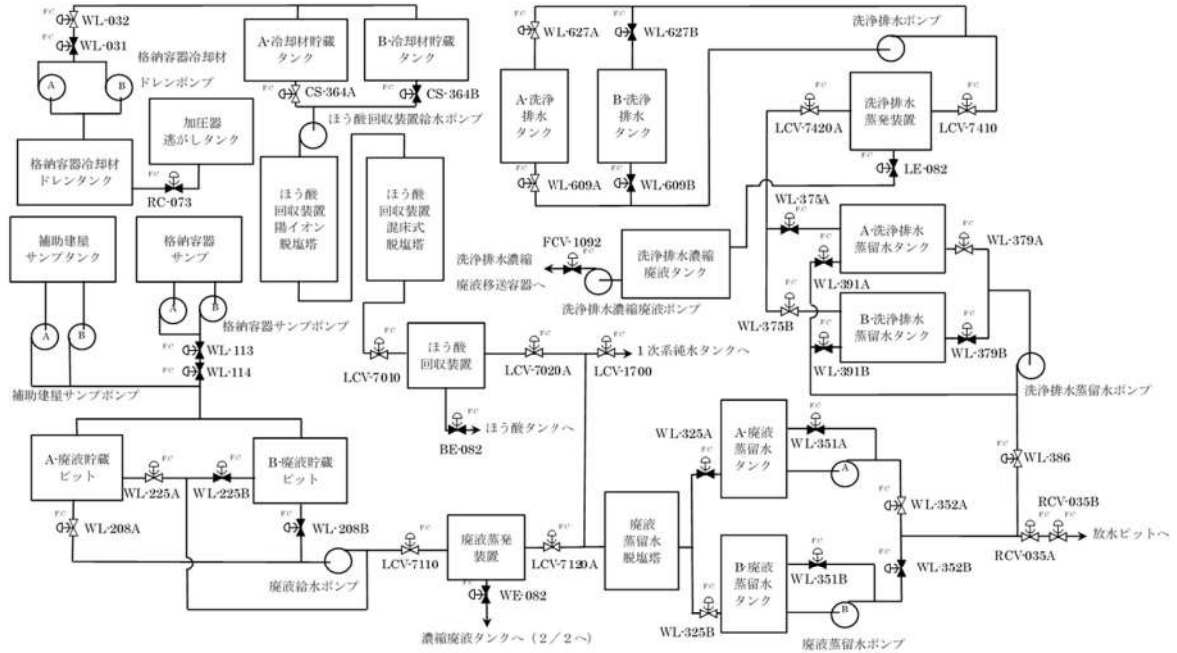 F.C
WL-032
F.C
WL-031
格納容器冷却材
ドレンポンプ
A
B
格納容器冷却材
ドレンタンク
加圧器
逃がしタンク
F.C
RC-073
A-冷却材貯蔵
タンク
B-冷却材貯蔵
タンク
F.C
CS-364A
F.C
CS-364B
ほう酸回収装置給水ポンプ
ほう酸
回収装置
陽イオン
脱塩塔
ほう酸
回収装置
混床式
脱塩塔
F.C
WL-627A
F.C
WL-627B
洗浄排水ポンプ
A-洗浄
排水タ
ンク
B-洗浄
排水タ
ンク
F.C
WL-609A
F.C
WL-609B
F.C
LCV-7420A
洗浄排水
蒸発装置
F.C
LCV-7410
F.C
LE-082
補助建屋
サンプタンク
格納容器
サンプ
A
B
A
B
格納容器サンプポンプ
F.C
WL-113
F.C
WL-114
補助建屋サンプポンプ
FCV-1092
F.C
洗浄排水濃縮
廃液移送容器へ
洗浄排水濃縮
廃液タンク
洗浄排水濃縮廃液ポンプ
WL-375A
F.C
A-洗浄排水
蒸留水タンク
F.C
WL-379A
F.C
WL-391A
F.C
WL-375B
B-洗浄排水
蒸留水タンク
F.C
WL-379B
F.C
WL-391B
洗浄排水蒸留水ポンプ
F.C
LCV-7010
ほう酸
回収装置
F.C
LCV-7020A
F.C
LCV-1700
1次系純水タンクへ
F.C
BE-082
ほう酸タンクへ
A-廃液貯蔵
ピット
F.C
WL-225A
F.C
WL-225B
B-廃液貯蔵
ピット
F.C
WL-208A
F.C
WL-208B
廃液給水ポンプ
F.C
LCV-7110
廃液蒸発
装置
F.C
LCV-7120A
F.C
WE-082
濃縮廃液タンクへ(2/2へ)
廃液
蒸留水
脱塩塔
WL-325A
F.C
A-廃液
蒸留水
タンク
F.C
WL-351A
A
F.C
WL-352A
F.C
WL-325B
B-廃液
蒸留水
タンク
F.C
WL-351B
B
F.C
WL-352B
廃液蒸留水ポンプ
F.C
WL-386
RCV-035B
F.C
F.C
RCV-035A
放水ピットへ